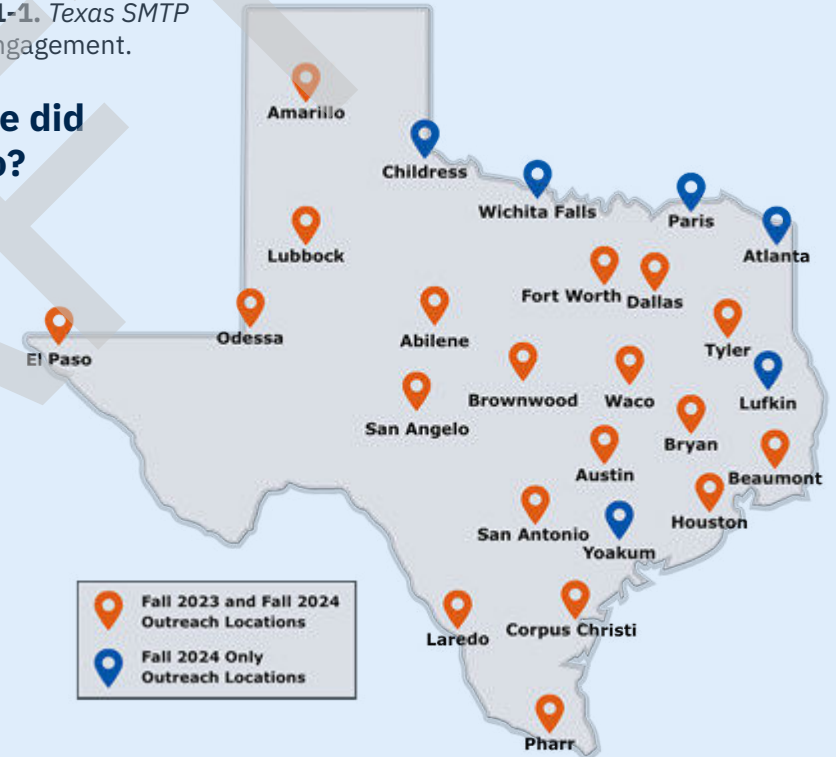 1-1. Texas SMTP
ngagement.
e did
o?
Amarillo
Childress
Wichita Falls
Paris
Atlanta
Lubbock
Fort Worth
Dallas
Odessa
Abilene
Tyler
El Paso
Brownwood
Waco
Lufkin
San Angelo
Bryan
Austin
Beaumont
San Antonio
Houston
Yoakum
Fall 2023 and Fall 2024
Outreach Locations
Laredo
Corpus Christi
Fall 2024 Only
Outreach Locations
Pharr